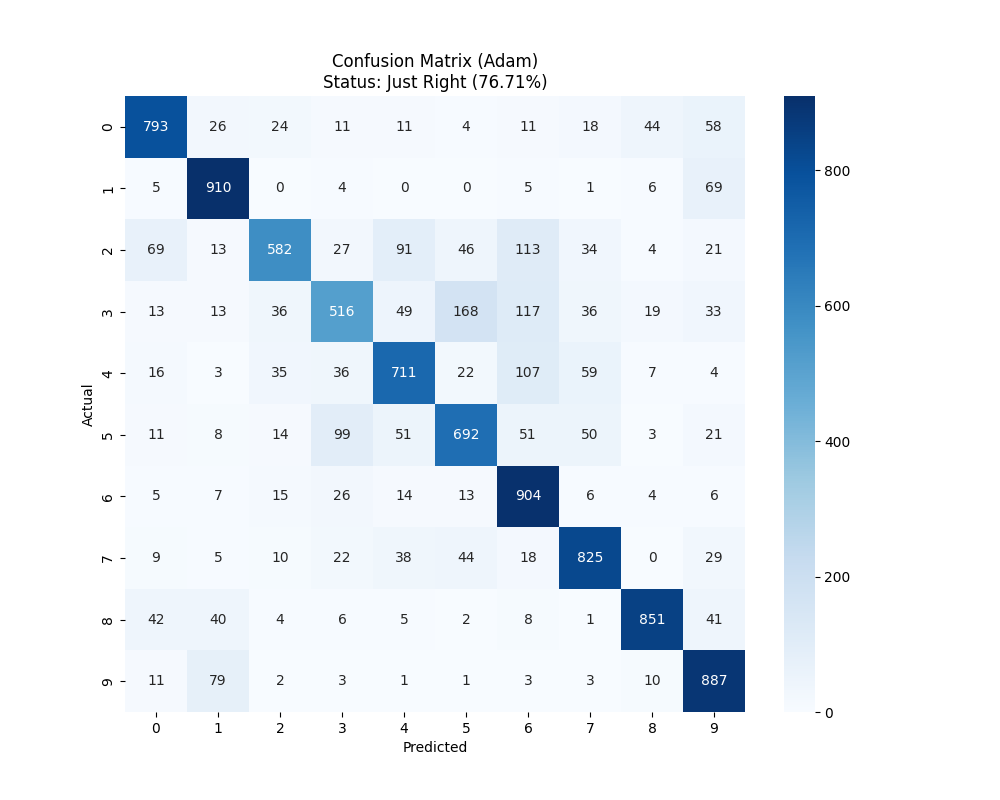 Confusion Matrix (Adam)
Status: Just Right (76.71%)
0 793 26 24 11 11 4 11 18 44 58
1 5 910 0 4 0 0 5 1 6 69
2 69 13 582 27 91 46 113 34 4 21
3 13 13 36 516 49 168 117 36 19 33
4 16 3 35 36 711 22 107 59 7 4
5 11 8 14 99 51 692 51 50 3 21
6 5 7 15 26 14 13 904 6 4 6
7 9 5 10 22 38 44 18 825 0 29
8 42 40 4 6 5 2 8 1 851 41
9 11 79 2 3 1 1 3 3 10 887
0 1 2 3 4 5 6 7 8 9
Predicted
Actual
800
600
400
200
0